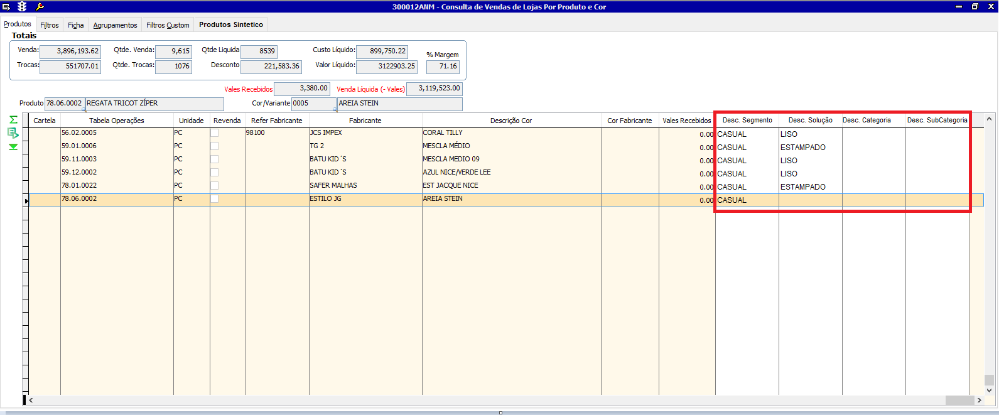 300012ANM - Consulta de Vendas de Lojas Por Produto e Cor
Produtos Filtros Ficha Agrupamentos Filtros Custom Produtos Sintetico
Totais
Venda: 3,896,193.62 Qtde. Venda: 9,615 Qtde Liquida 8539 Custo Líquido: 899,750.22 % Margem
Trocas: 551707.01 Qtde. Trocas: 1076 Desconto 221,583.36 Valor Líquido: 3122903.25 71.16
Vales Recebidos 3,380.00 Venda Líquida (- Vales) 3,119,523.00
Produto 78.06.0002 REGATA TRICOT ZÍPER Cor/Variante 0005 AREIA STEIN
Cartela Tabela Operações Unidade Revenda Refer Fabricante Fabricante Descrição Cor Cor Fabricante Vales Recebidos Desc. Segmento Desc. Solução Desc. Categoria Desc. SubCategoria
56.02.0005 PC 98100 JCS IMPEX CORAL TILLY 0.00 CASUAL LISO
59.01.0006 PC TG 2 MESCLA MÉDIO 0.00 CASUAL ESTAMPADO
59.11.0003 PC BATU KID´S MESCLA MEDIO 09 0.00 CASUAL LISO
59.12.0002 PC BATU KID´S AZUL NICE/VERDE LEE 0.00 CASUAL LISO
78.01.0022 PC SAFER MALHAS EST JACQUE NICE 0.00 CASUAL ESTAMPADO
78.06.0002 PC ESTILO JG AREIA STEIN 0.00 CASUAL